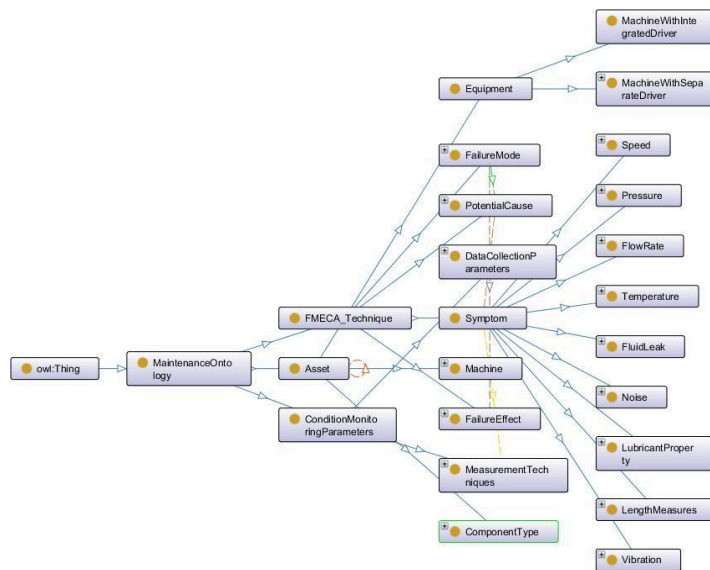 MachineWithInte
gratedDriver
Equipment
MachineWithSepa
rateDriver
FailureMode
Speed
PotentialCause
Pressure
DataCollectionP
arameters
FlowRate
Temperature
FMECA_Technique
Symptom
FluidLeak
owl:Thing
MaintenanceOnto
logy
Asset
Machine
Noise
ConditionMonito
ringParameters
FailureEffect
LubricantProper
ty
MeasurementTech
niques
LengthMeasures
ComponentType
Vibration